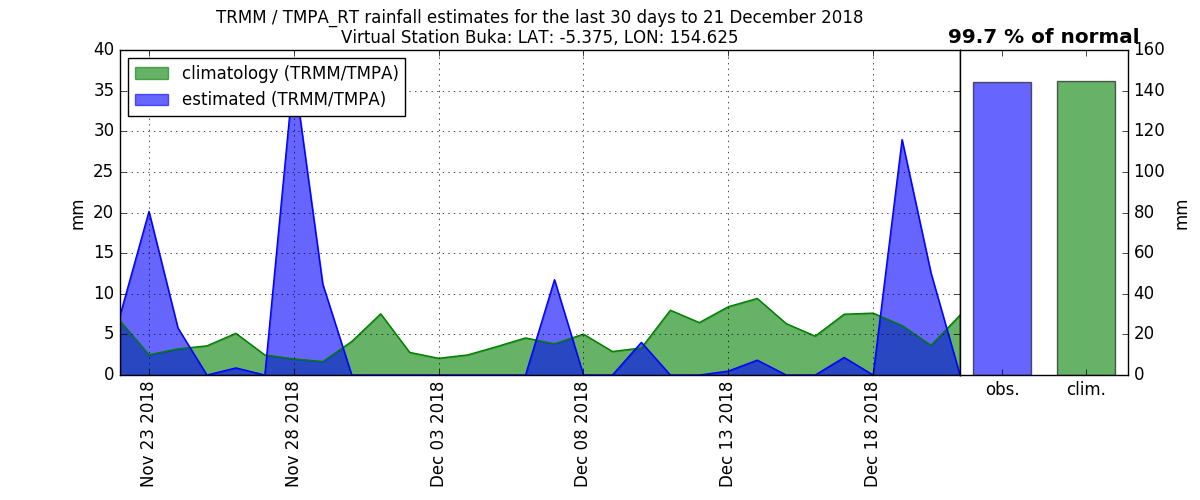 TRMM / TMPA_RT rainfall estimates for the last 30 days to 21 December 2018
Virtual Station Buka: LAT: -5.375, LON: 154.625
99.7 % of normal
climatology (TRMM/TMPA)
estimated (TRMM/TMPA)
40
35
30
25
20
15
10
5
0
mm
160
140
120
100
80
60
40
20
0
mm
Nov 23 2018
Nov 28 2018
Dec 03 2018
Dec 08 2018
Dec 13 2018
Dec 18 2018
obs.
clim.